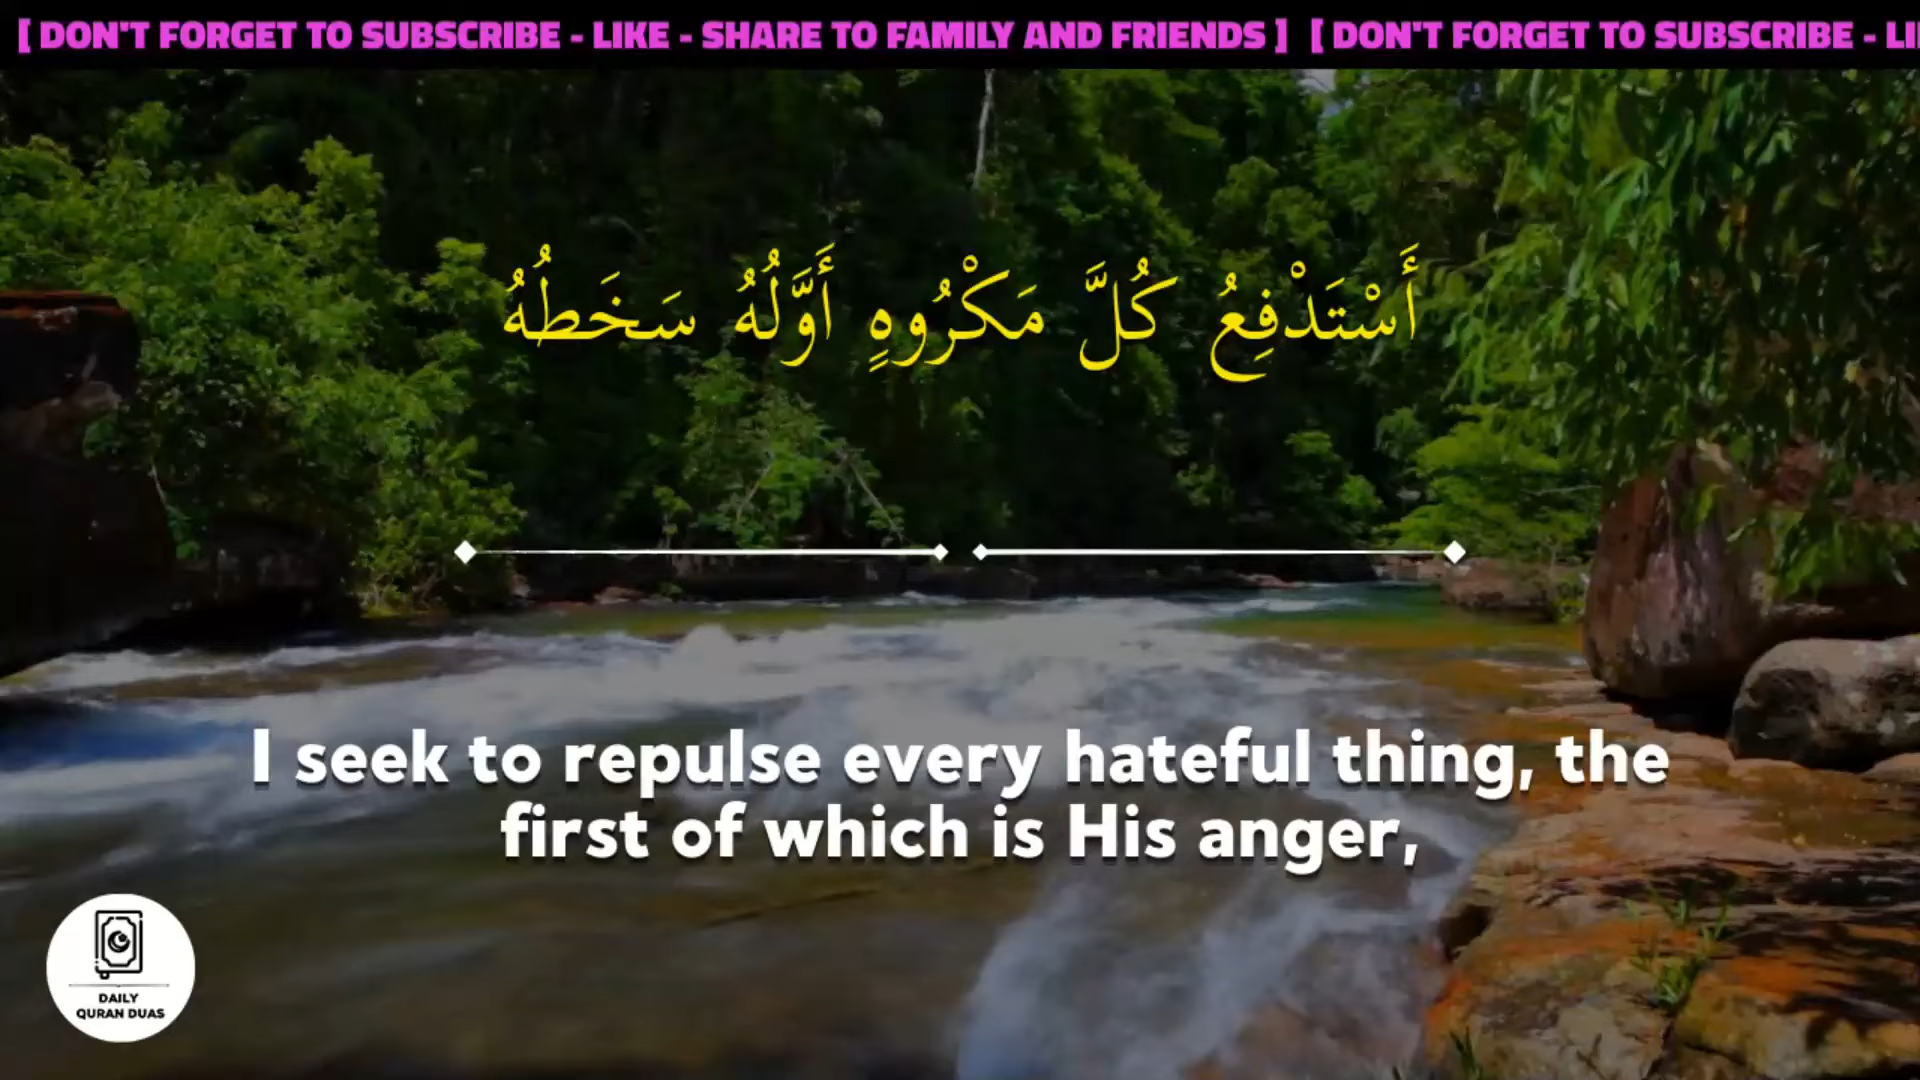 [ DON'T FORGET TO SUBSCRIBE - LIKE - SHARE TO FAMILY AND FRIENDS ] [ DON'T FORGET TO SUBSCRIBE - LI
أَسْتَدْفِعُ كُلَّ مَكْرُوهٍ أَوَّلُهُ سَخَطُهُ
I seek to repulse every hateful thing, the
first of which is His anger,
DAILY
QURAN DUAS